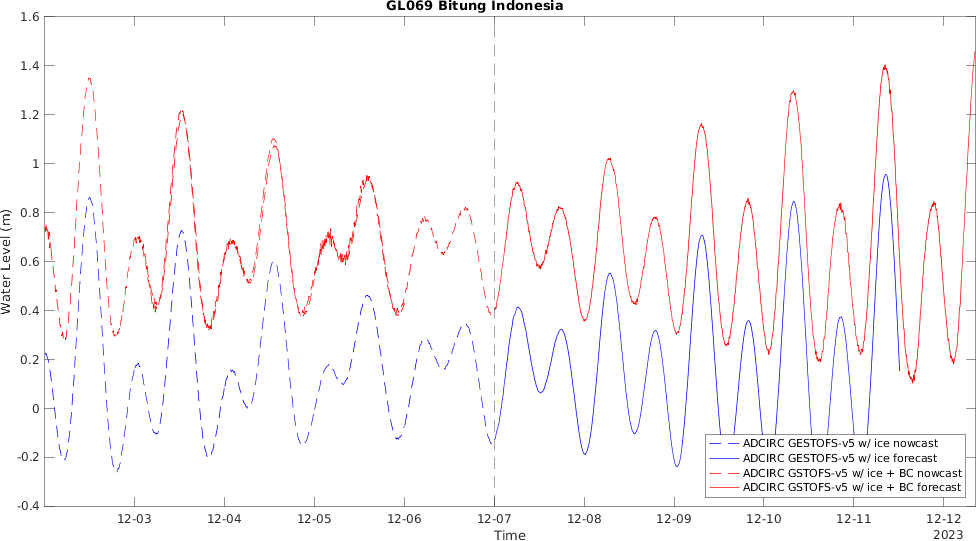 GL069 Bitung Indonesia
1.6
1.4
1.2
1
0.8
0.6
0.4
0.2
0
-0.2
-0.4
Water Level (m)
ADCIRC GESTOFS-v5 w/ ice nowcast
ADCIRC GESTOFS-v5 w/ ice forecast
ADCIRC GSTOFS-v5 w/ ice + BC nowcast
ADCIRC GSTOFS-v5 w/ ice + BC forecast
12-03 12-04 12-05 12-06 12-07 12-08 12-09 12-10 12-11 12-12
Time
2023